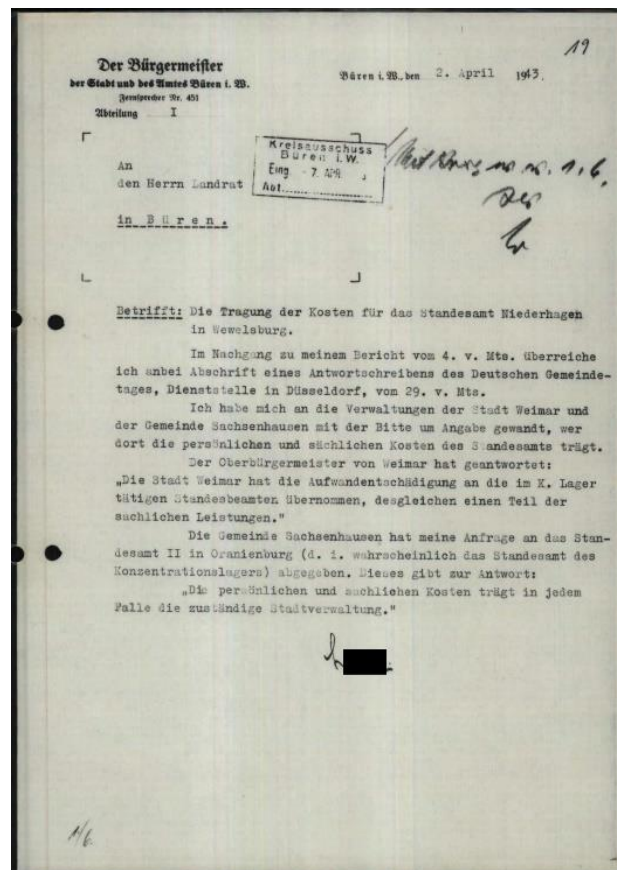 19
Der Bürgermeister
der Stadt und des Amtes Büren i. W.
Fernsprecher Nr. 451
Abteilung I
Büren i. W., den 2. April 1943.
Kreisausschuss
Büren i.W.
Eing. - 7. APR.
Abt.
An
den Herrn Landrat
in Büren.
Betrifft: Die Tragung der Kosten für das Standesamt Niederhagen
in Wewelsburg.
Im Nachgang zu meinem Bericht vom 4. v. Mts. überreiche
ich anbei Abschrift eines Antwortschreibens des Deutschen Gemeinde-
tages, Dienststelle in Düsseldorf, vom 29. v. Mts.
Ich habe mich an die Verwaltungen der Stadt Weimar und
der Gemeinde Sachsenhausen mit der Bitte um Angabe gewandt, wer
dort die persönlichen und sächlichen Kosten des Standesamts trägt.
Der Oberbürgermeister von Weimar hat geantwortet:
„Die Stadt Weimar hat die Aufwandentschädigung an die im K. Lager
tätigen Standesbeamten übernommen, desgleichen einen Teil der
sachlichen Leistungen."
Die Gemeinde Sachsenhausen hat meine Anfrage an das Stan-
desamt II in Oranienburg (d. i. wahrscheinlich das Standesamt des
Konzentrationslagers) abgegeben. Dieses gibt zur Antwort:
„Die persönlichen und sachlichen Kosten trägt in jedem
Falle die zuständige Stadtverwaltung."